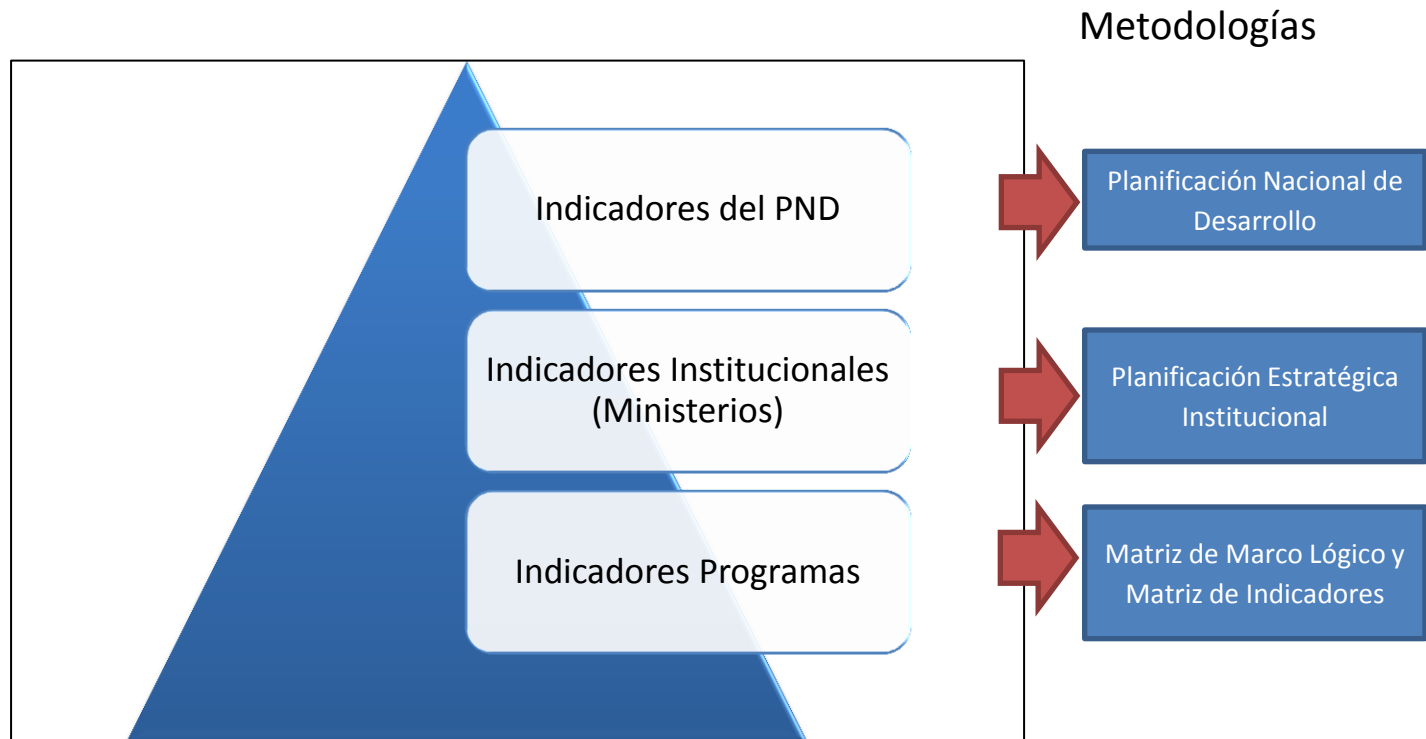 Metodologías
Indicadores del PND
Planificación Nacional de
Desarrollo
Indicadores Institucionales
(Ministerios)
Planificación Estratégica
Institucional
Indicadores Programas
Matriz de Marco Lógico y
Matriz de Indicadores